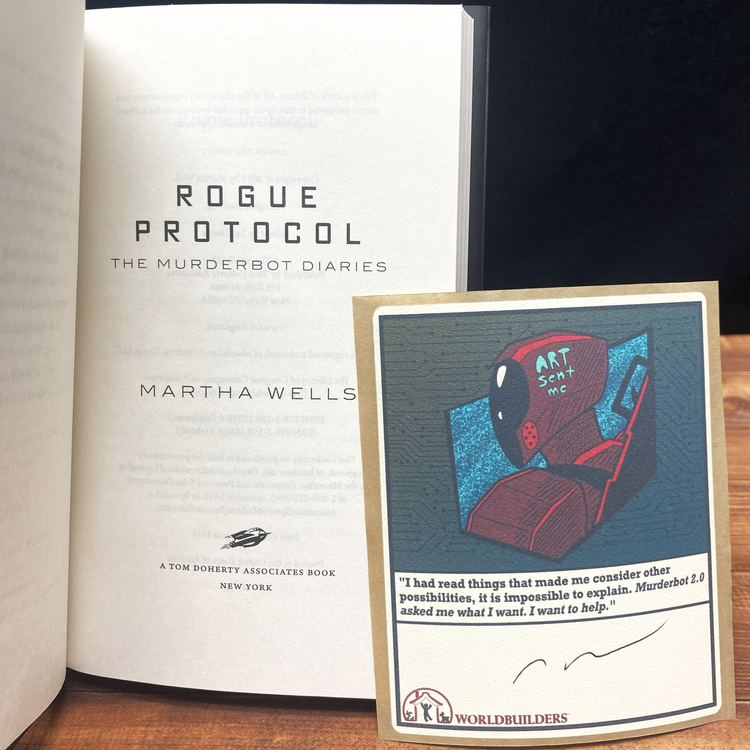 ROGUE
PROTOCOL
THE MURDERBOT DIARIES
MARTHA WELLS
A TOM DOHERTY ASSOCIATES BOOK
NEW YORK
ART
sent
me
"I had read things that made me consider other
possibilities, it is impossible to explain. Murderbot 2.0
asked me what I want. I want to help."
WORLDBUILDERS